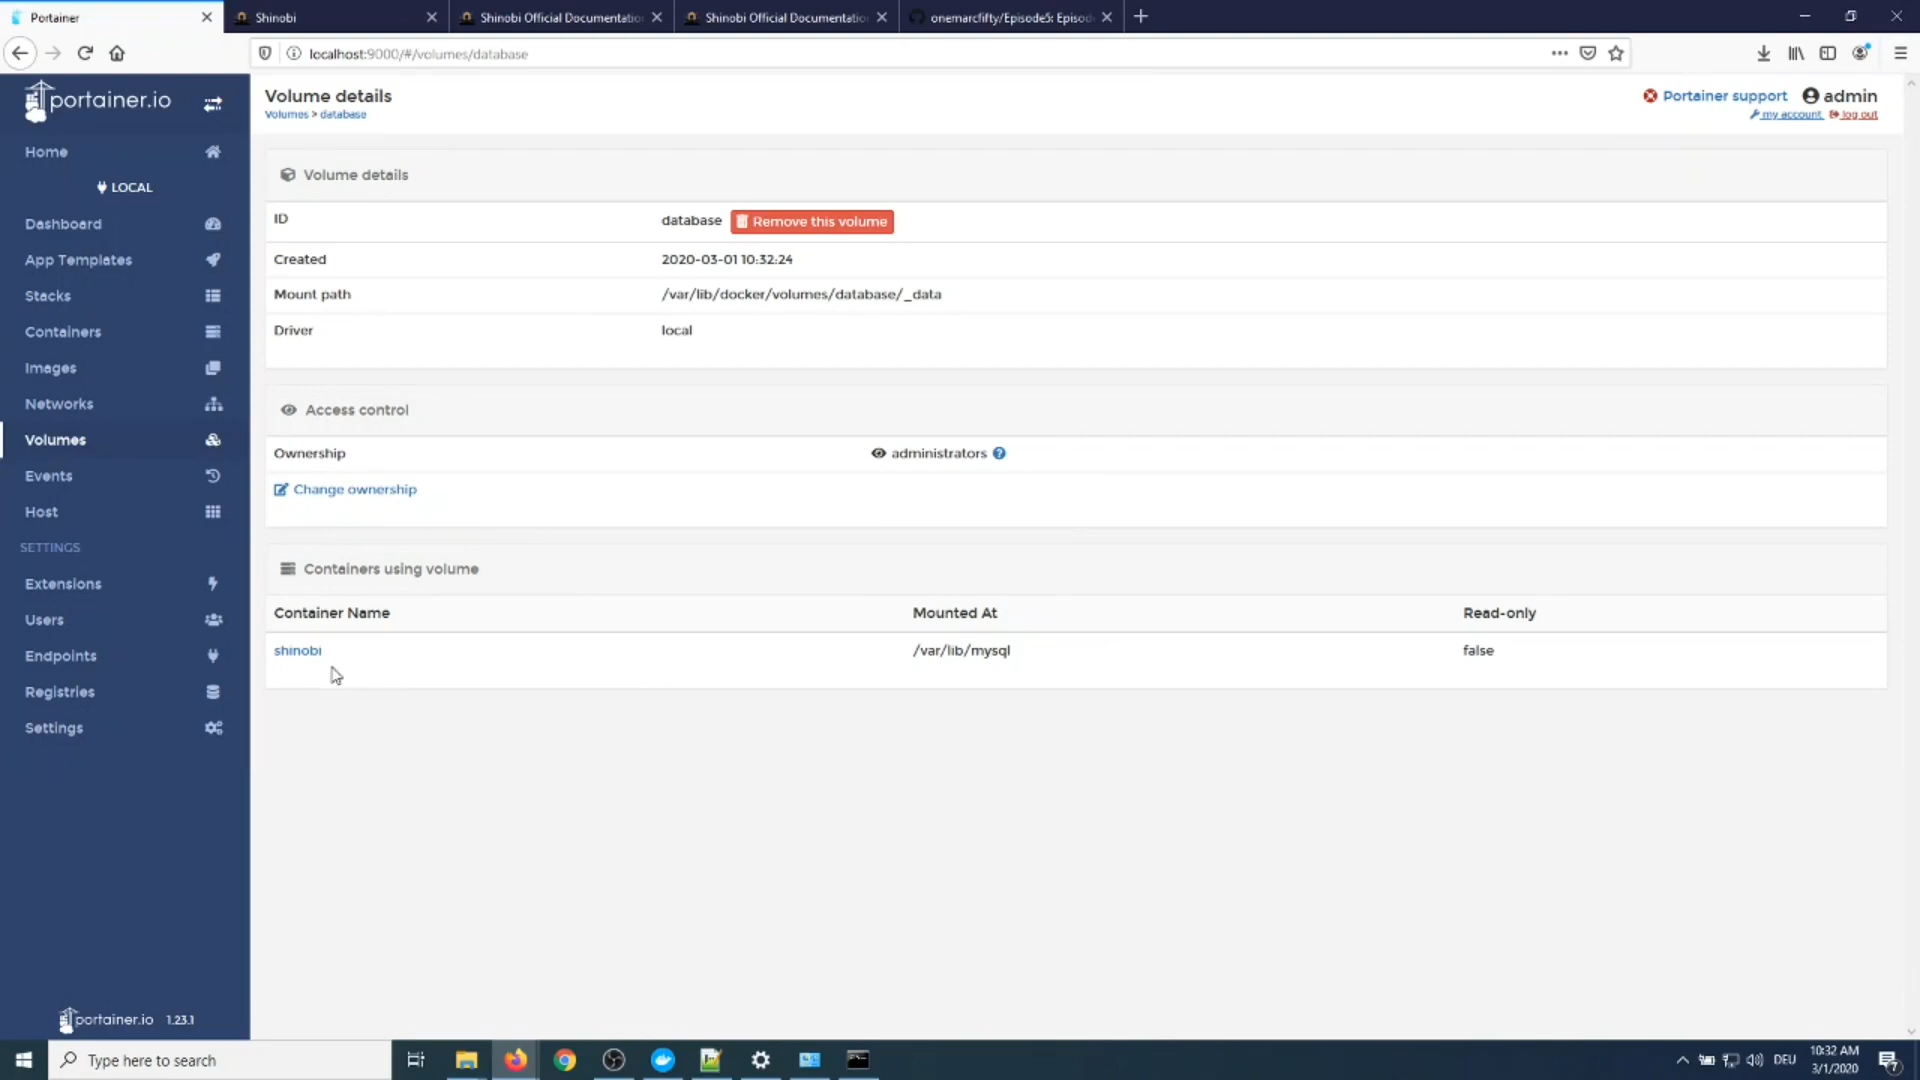 Portainer
Shinobi
Shinobi Official Documentatio
Shinobi Official Documentatio
onemarcfifty/Episode5: Episod
localhost:9000/#/volumes/database
portainer.io
Volume details
Volumes > database
Portainer support
admin
my account
log out
Home
LOCAL
Dashboard
App Templates
Stacks
Containers
Images
Networks
Volumes
Events
Host
SETTINGS
Extensions
Users
Endpoints
Registries
Settings
portainer.io 1.23.1
Volume details
ID database Remove this volume
Created 2020-03-01 10:32:24
Mount path /var/lib/docker/volumes/database/_data
Driver local
Access control
Ownership administrators
Change ownership
Containers using volume
Container Name Mounted At Read-only
shinobi /var/lib/mysql false
Type here to search
DEU
10:32 AM
3/1/2020
7